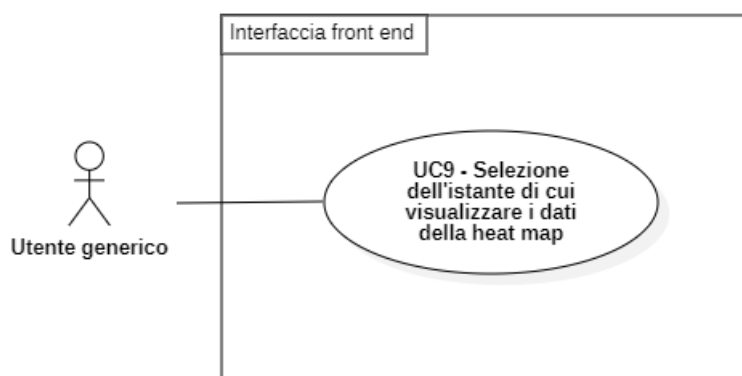 Interfaccia front end
UC9 - Selezione
dell'istante di cui
visualizzare i dati
della heat map
Utente generico